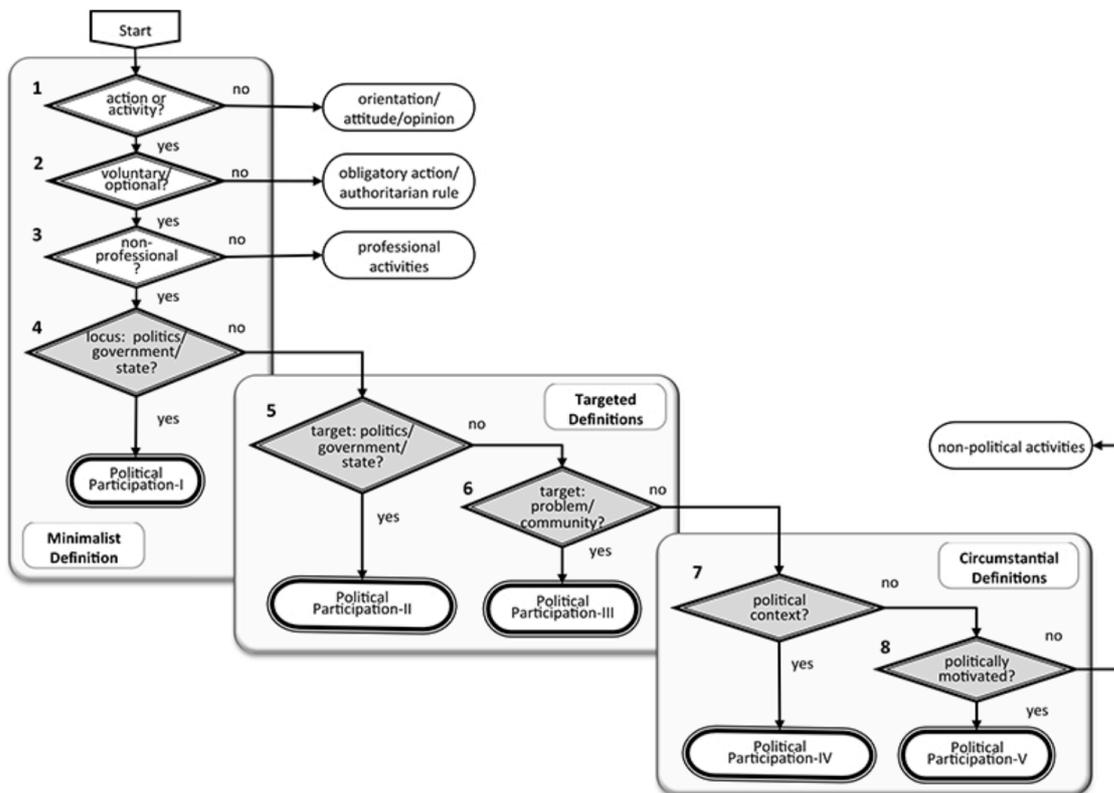 Start
1
action or
activity?
no
orientation/
attitude/opinion
yes
2
voluntary/
optional?
no
obligatory action/
authoritarian rule
yes
3
non-
professional
?
no
professional
activities
yes
4
locus: politics/
government/
state?
no
yes
Political
Participation-I
Minimalist
Definition
Targeted
Definitions
5
target: politics/
government/
state?
no
yes
Political
Participation-II
6
target:
problem/
community?
no
yes
Political
Participation-III
non-political activities
Circumstantial
Definitions
7
political
context?
no
yes
Political
Participation-IV
8
politically
motivated?
no
yes
Political
Participation-V